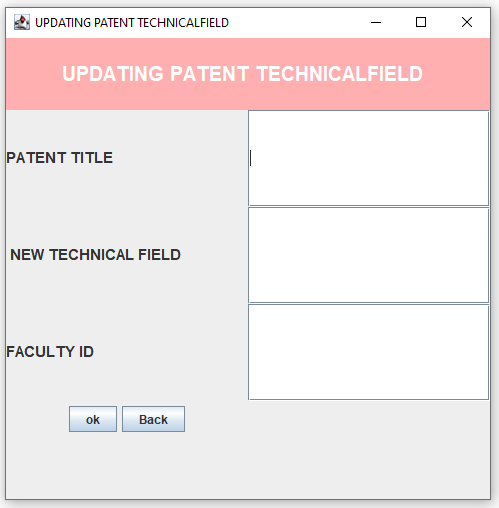 UPDATING PATENT TECHNICALFIELD
UPDATING PATENT TECHNICALFIELD
PATENT TITLE
NEW TECHNICAL FIELD
FACULTY ID
ok Back